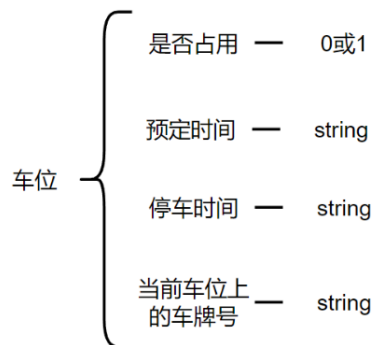 是否占用 — 0或1
预定时间 — string
车位
停车时间 — string
当前车位上
的车牌号 — string